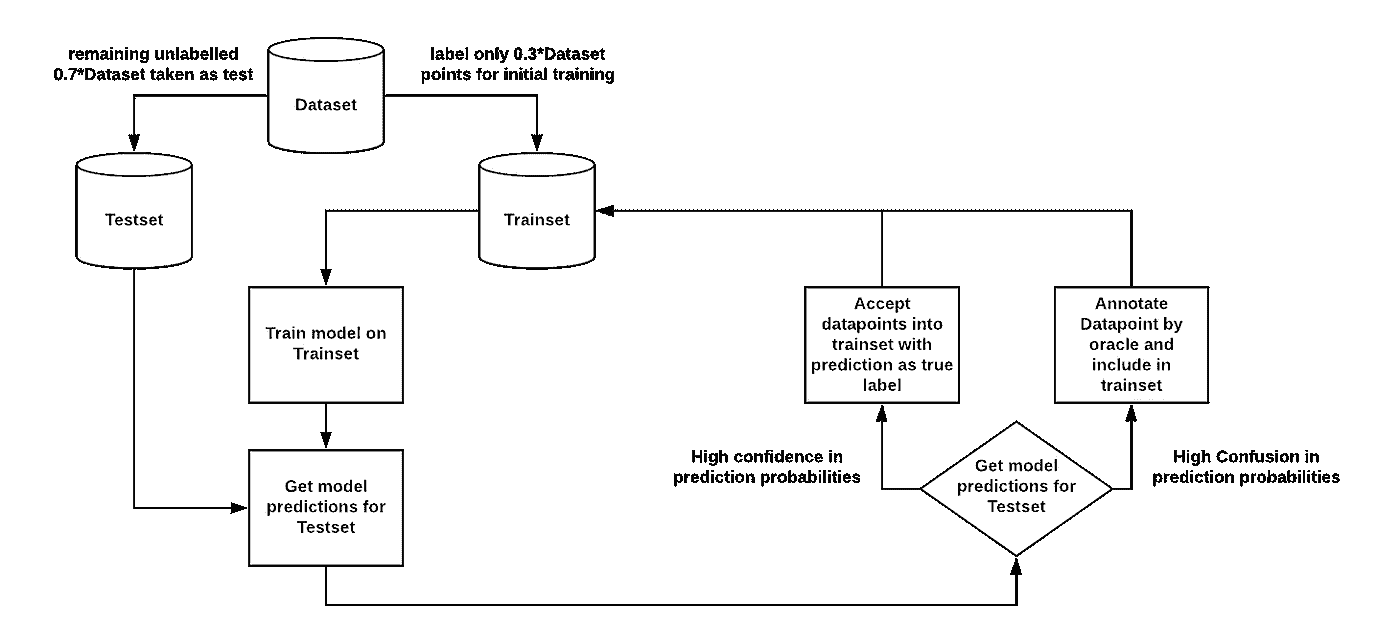 remaining unlabelled
0.7*Dataset taken as test
label only 0.3*Dataset
points for initial training
Dataset
Testset
Trainset
Train model on
Trainset
Get model
predictions for
Testset
Accept
datapoints into
trainset with
prediction as true
label
Annotate
Datapoint by
oracle and
include in
trainset
High confidence in
prediction probabilities
Get model
predictions for
Testset
High Confusion in
prediction probabilities